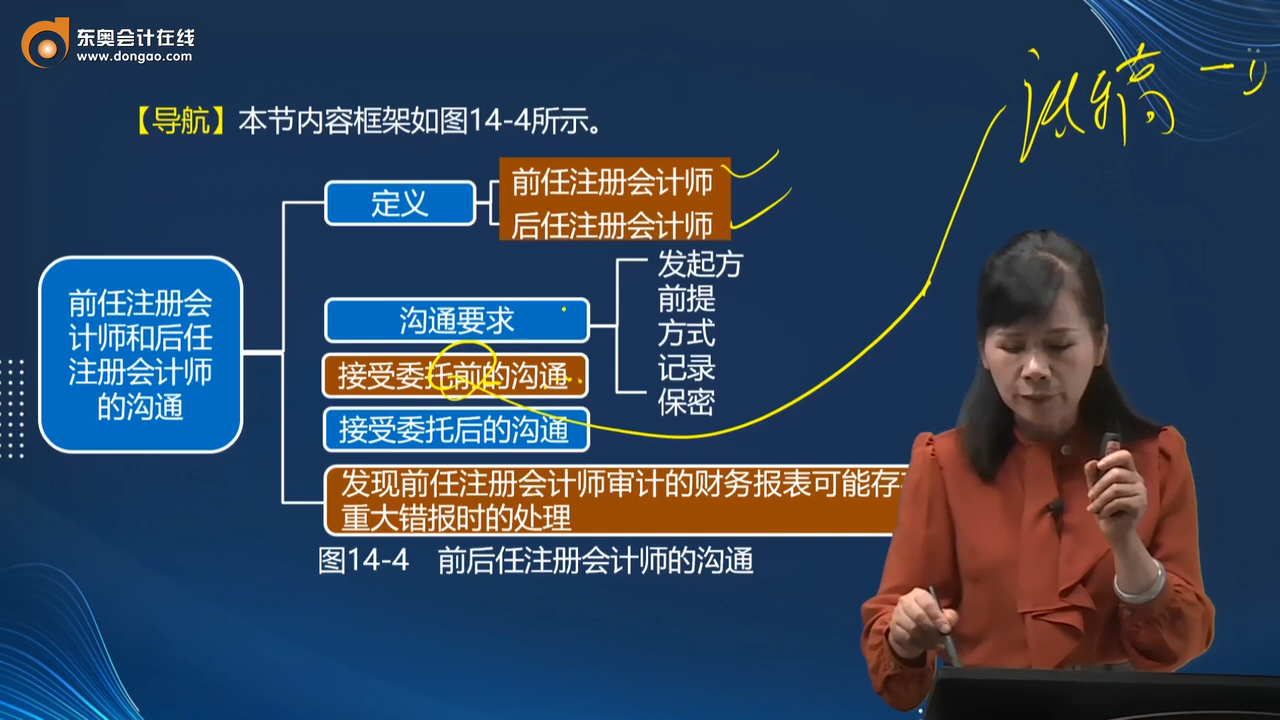 东奥会计在线
www.dongao.com
【导航】本节内容框架如图14-4所示。
定义
前任注册会计师
后任注册会计师
前任注册会
计师和后任
注册会计师
的沟通
沟通要求
发起方
前提
方式
记录
保密
接受委托前的沟通
接受委托后的沟通
发现前任注册会计师审计的财务报表可能存
重大错报时的处理
图14-4 前后任注册会计师的沟通